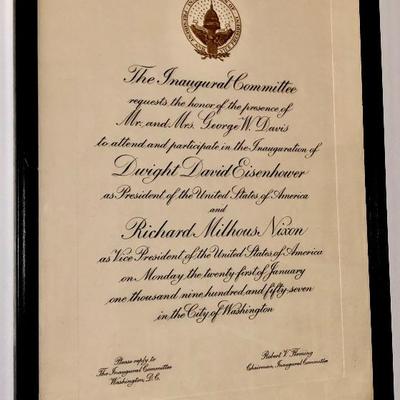 The Inaugural Committee
requests the honor of the presence of
Mr. and Mrs. George W. Davis
to attend and participate in the Inauguration of
Dwight David Eisenhower
as President of the United States of America
and
Richard Milhous Nixon
as Vice President of the United States of America
on Monday the twenty-first of January
one thousand nine hundred and fifty-seven
in the City of Washington
Please reply to
The Inaugural Committee
Washington, D.C.
Robert V. Fleming
Chairman, Inaugural Committee